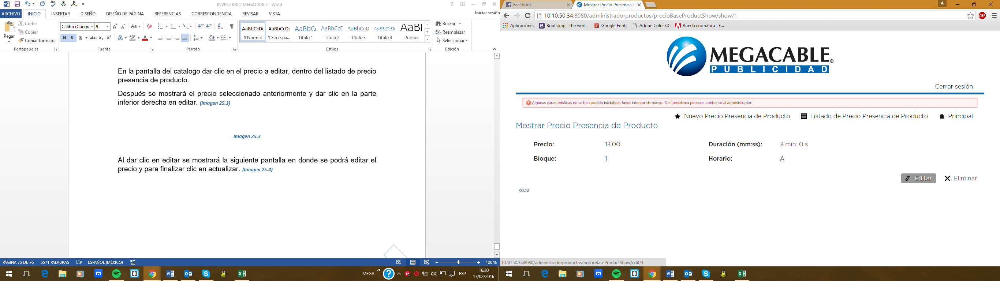 INVENTARIO MEGACABLE - Word
ARCHIVO INICIO INSERTAR DISEÑO DISEÑO DE PÁGINA REFERENCIAS CORRESPONDENCIA REVISAR VISTA Iniciar sesión
Pegar
Cortar
Copiar
Copiar formato
Portapapeles
Calibri (Cuerpo 9
Fuente
Párrafo
AaBbCcDc AaBbCcDc AaBbCc AaBbCcD AaBbCcD AaBbCcDc AaBl
¶ Normal ¶ Sin espa... Título 1 Título 2 Título 3 Título 4 Puesto
Estilos
Buscar
Reemplazar
Seleccionar
Edición
En la pantalla del catalogo dar clic en el precio a editar, dentro del listado de precio
presencia de producto.
Después se mostrará el precio seleccionado anteriormente y dar clic en la parte
inferior derecha en editar. (Imagen 25.3)
Imagen 25.3
Al dar clic en editar se mostrará la siguiente pantalla en donde se podrá editar el
precio y para finalizar clic en actualizar. (Imagen 25.4)
PÁGINA 75 DE 76 5571 PALABRAS ESPAÑOL (MÉXICO) 120 %
MEGA ESP 16:30
17/02/2016
Facebook
Mostrar Precio Presencia c
10.10.50.34:8080/administradorproductos/precioBaseProductShow/show/1
ABP
Aplicaciones Bootstrap · The worl... Google Fonts Adobe Color CC Rueda cromática | E...
MEGACABLE®
PUBLICIDAD
Cerrar sesión
Algunas características no se han podido inicializar, favor intentar de nuevo. Si el problema persiste, contactar al administrador.
Nuevo Precio Presencia de Producto Listado de Precio Presencia de Producto Principal
Mostrar Precio Presencia de Producto
Precio: 13.00 Duración (mm:ss): 3 min: 0 s
Bloque: 1 Horario: A
Editar Eliminar
0.1.23
10.10.50.34:8080/administradorproductos/precioBaseProductShow/edit/1